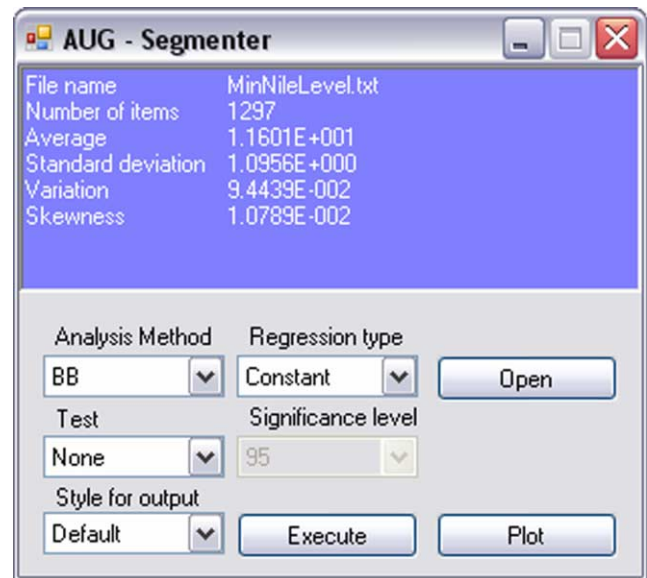 AUG - Segmenter
File name MinNileLevel.txt
Number of items 1297
Average 1.1601E+001
Standard deviation 1.0956E+000
Variation 9.4439E-002
Skewness 1.0789E-002
Analysis Method Regression type
BB Constant Open
Test Significance level
None 95
Style for output
Default Execute Plot